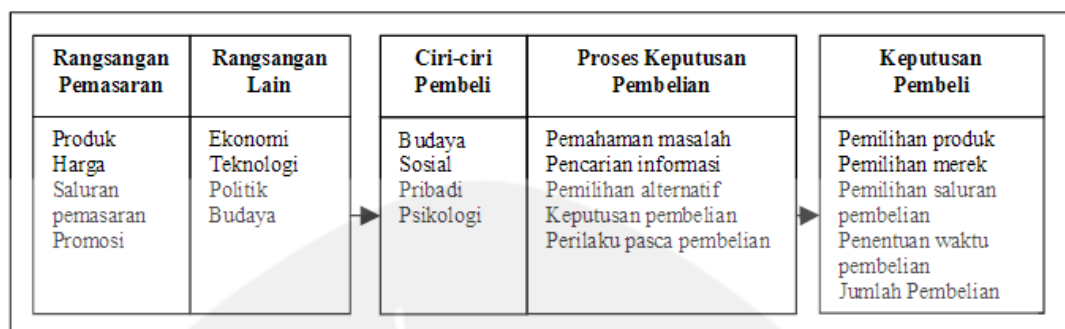 Rangsangan
Pemasaran
Produk
Harga
Saluran
pemasaran
Promosi
Rangsangan
Lain
Ekonomi
Teknologi
Politik
Budaya
Ciri-ciri
Pembeli
Budaya
Sosial
Pribadi
Psikologi
Proses Keputusan
Pembelian
Pemahaman masalah
Pencarian informasi
Pemilihan alternatif
Keputusan pembelian
Perilaku pasca pembelian
Keputusan
Pembeli
Pemilihan produk
Pemilihan merek
Pemilihan saluran
pembelian
Penentuan waktu
pembelian
Jumlah Pembelian